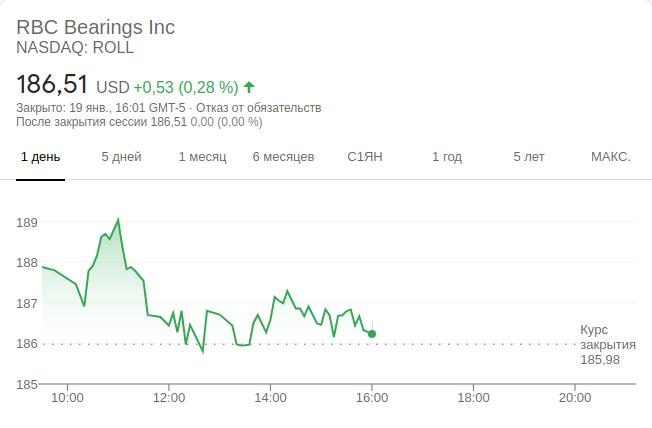 RBC Bearings Inc
NASDAQ: ROLL
186,51 USD +0,53 (0,28 %)
Закрыто: 19 янв., 16:01 GMT-5 · Отказ от обязательств
После закрытия сессии 186,51 0,00 (0,00 %)
1 день 5 дней 1 месяц 6 месяцев С1ЯН 1 год 5 лет МАКС.
189
188
187
186
185
Курс
закрытия
185,98
10:00 12:00 14:00 16:00 18:00 20:00